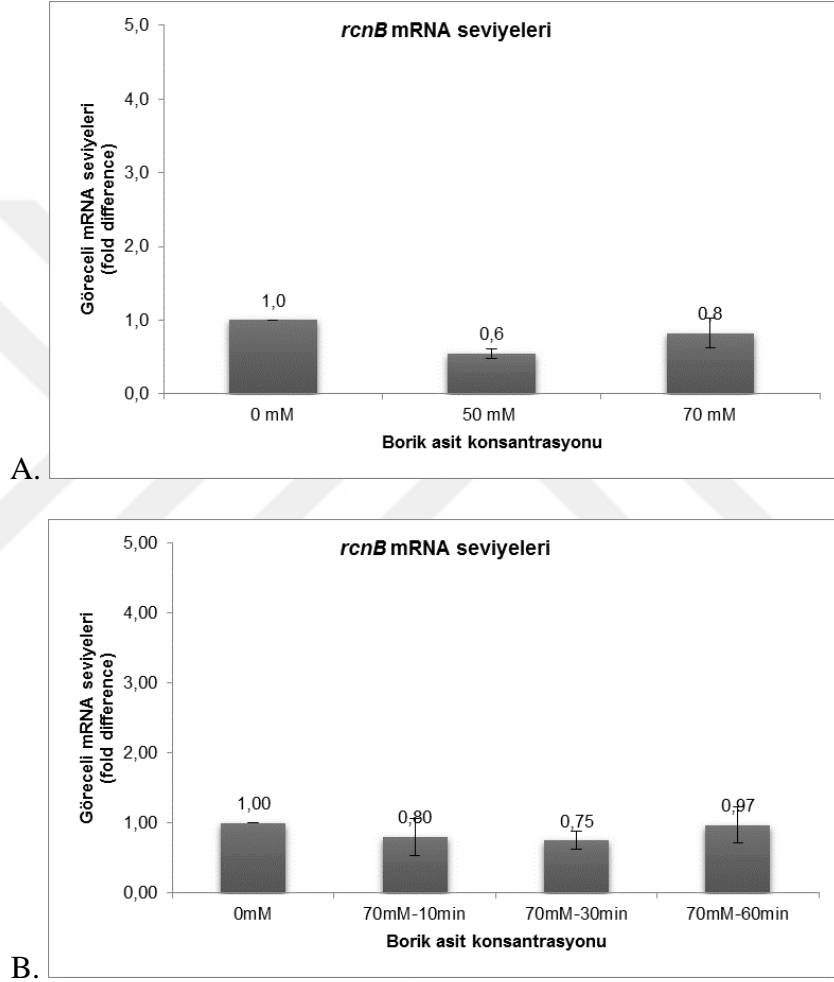 rcnB mRNA seviyeleri
Göreceli mRNA seviyeleri
(fold difference)
5,0
4,0
3,0
2,0
1,0
0,0
1,0
0,6
0,8
0 mM
50 mM
70 mM
Borik asit konsantrasyonu
A.
rcnB mRNA seviyeleri
Göreceli mRNA seviyeleri
(fold difference)
5,00
4,00
3,00
2,00
1,00
0,00
1,00
0,80
0,75
0,97
0mM
70mM-10min
70mM-30min
70mM-60min
Borik asit konsantrasyonu
B.